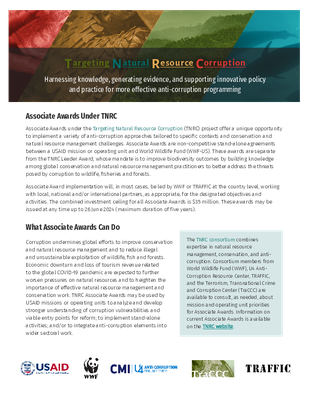 Targeting Natural Resource Corruption
Harnessing knowledge, generating evidence, and supporting innovative policy
and practice for more effective anti-corruption programming
Associate Awards Under TNRC
Associate Awards under the Targeting Natural Resource Corruption (TNRC) project offer a unique opportunity
to implement a variety of anti-corruption approaches tailored to specific contexts and conservation and
natural resource management challenges. Associate Awards are non-competitive stand-alone agreements
between a USAID mission or operating unit and World Wildlife Fund (WWF-US). These awards are separate
from the TNRC Leader Award, whose mandate is to improve biodiversity outcomes by building knowledge
among global conservation and natural resource management practitioners to better address the threats
posed by corruption to wildlife, fisheries and forests.
Associate Award implementation will, in most cases, be led by WWF or TRAFFIC at the country level, working
with local, national and/or international partners, as appropriate, for the designated objectives and
activities. The combined investment ceiling for all Associate Awards is $35 million. These awards may be
issued at any time up to 26 June 2024 (maximum duration of five years).
What Associate Awards Can Do
Corruption undermines global efforts to improve conservation
and natural resource management and to reduce illegal
and unsustainable exploitation of wildlife, fish and forests.
Economic downturn and loss of tourism revenue related
to the global COVID-19 pandemic are expected to further
worsen pressures on natural resources and to heighten the
importance of effective natural resource management and
conservation work. TNRC Associate Awards may be used by
USAID missions or operating units to analyze and develop
stronger understanding of corruption vulnerabilities and
viable entry points for reform; to implement stand-alone
activities; and/or to integrate anti-corruption elements into
wider sectoral work.
The TNRC consortium combines
expertise in natural resource
management, conservation, and anti-
corruption. Consortium members from
World Wildlife Fund (WWF), U4 Anti-
Corruption Resource Center, TRAFFIC,
and the Terrorism, Transnational Crime
and Corruption Center (TraCCC) are
available to consult, as needed, about
mission and operating unit priorities
for Associate Awards. Information on
current Associate Awards is available
on the TNRC website.
USAID
WWF
CMI U4 ANTI-CORRUPTION
TraCCC
TRAFFIC